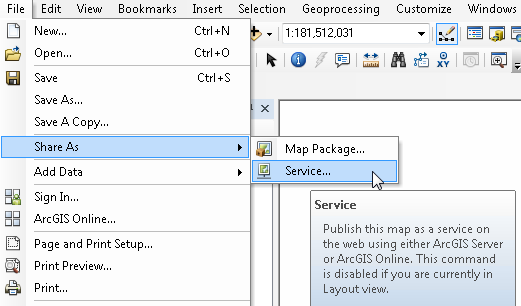 File Edit View Bookmarks Insert Selection Geoprocessing Customize Windows
New... Ctrl+N
Open... Ctrl+O
1:181,512,031
Save Ctrl+S
Save As...
Save A Copy...
Share As
Map Package...
Add Data
Service...
Sign In...
ArcGIS Online...
Page and Print Setup...
Print Preview...
Print...
Service
Publish this map as a service on
the web using either ArcGIS Server
or ArcGIS Online. This command
is disabled if you are currently in
Layout view.